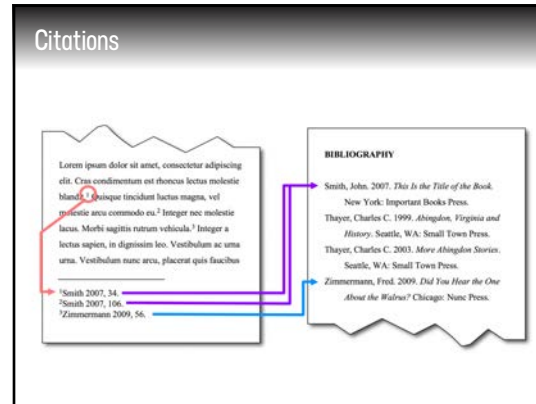 Citations
Lorem ipsum dolor sit amet, consectetur adipiscing
elit. Cras condimentum est rhoncus lectus molestie
blandit.¹ Quisque tincidunt luctus magna, vel
molestie arcu commodo eu.² Integer nec molestie
lacus. Morbi sagittis rutrum vehicula.³ Integer a
lectus sapien, in dignissim leo. Vestibulum ac urna
urna. Vestibulum nunc arcu, placerat quis faucibus
¹Smith 2007, 34.
²Smith 2007, 106.
³Zimmermann 2009, 56.
BIBLIOGRAPHY
Smith, John. 2007. This Is the Title of the Book.
New York: Important Books Press.
Thayer, Charles C. 1999. Abingdon, Virginia and
History. Seattle, WA: Small Town Press.
Thayer, Charles C. 2003. More Abingdon Stories.
Seattle, WA: Small Town Press.
Zimmermann, Fred. 2009. Did You Hear the One
About the Walrus? Chicago: Nunc Press.